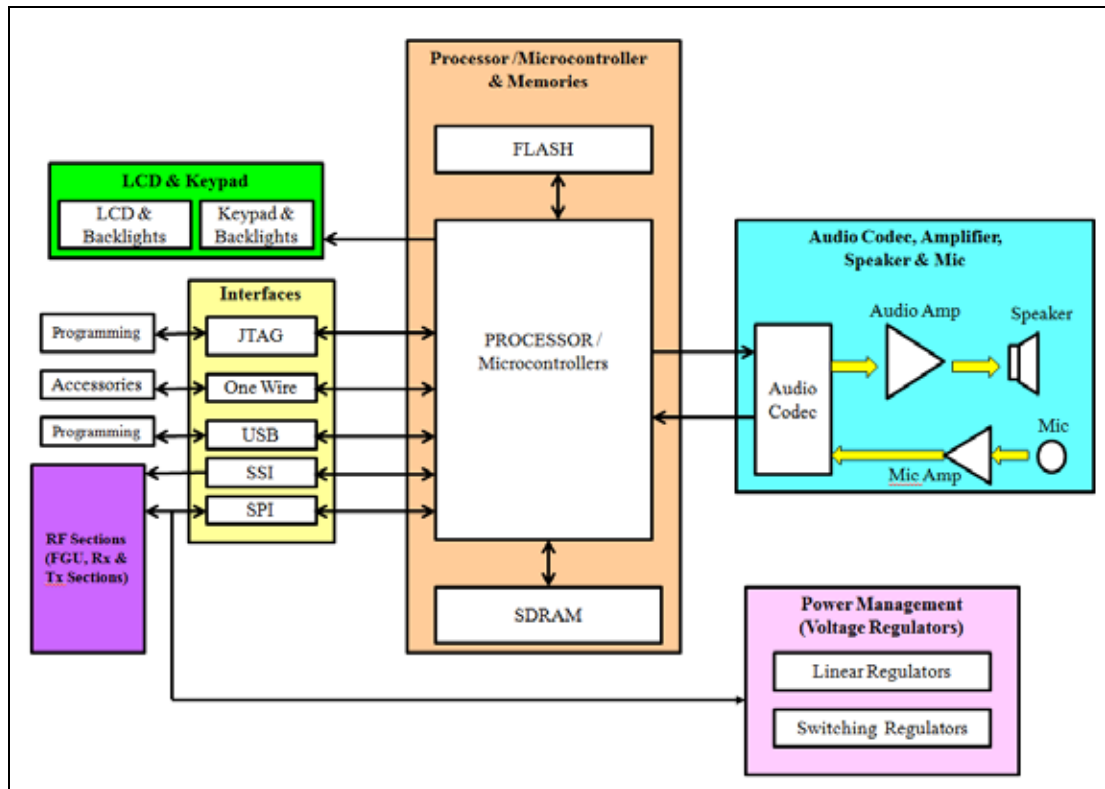 Processor /Microcontroller
& Memories
FLASH
LCD & Keypad
LCD &
Backlights
Keypad &
Backlights
PROCESSOR /
Microcontrollers
SDRAM
Interfaces
JTAG
One Wire
USB
SSI
SPI
Programming
Accessories
Programming
RF Sections
(FGU, Rx &
Tx Sections)
Audio Codec, Amplifier,
Speaker & Mic
Audio Amp
Speaker
Audio
Codec
Mic
Mic Amp
Power Management
(Voltage Regulators)
Linear Regulators
Switching Regulators